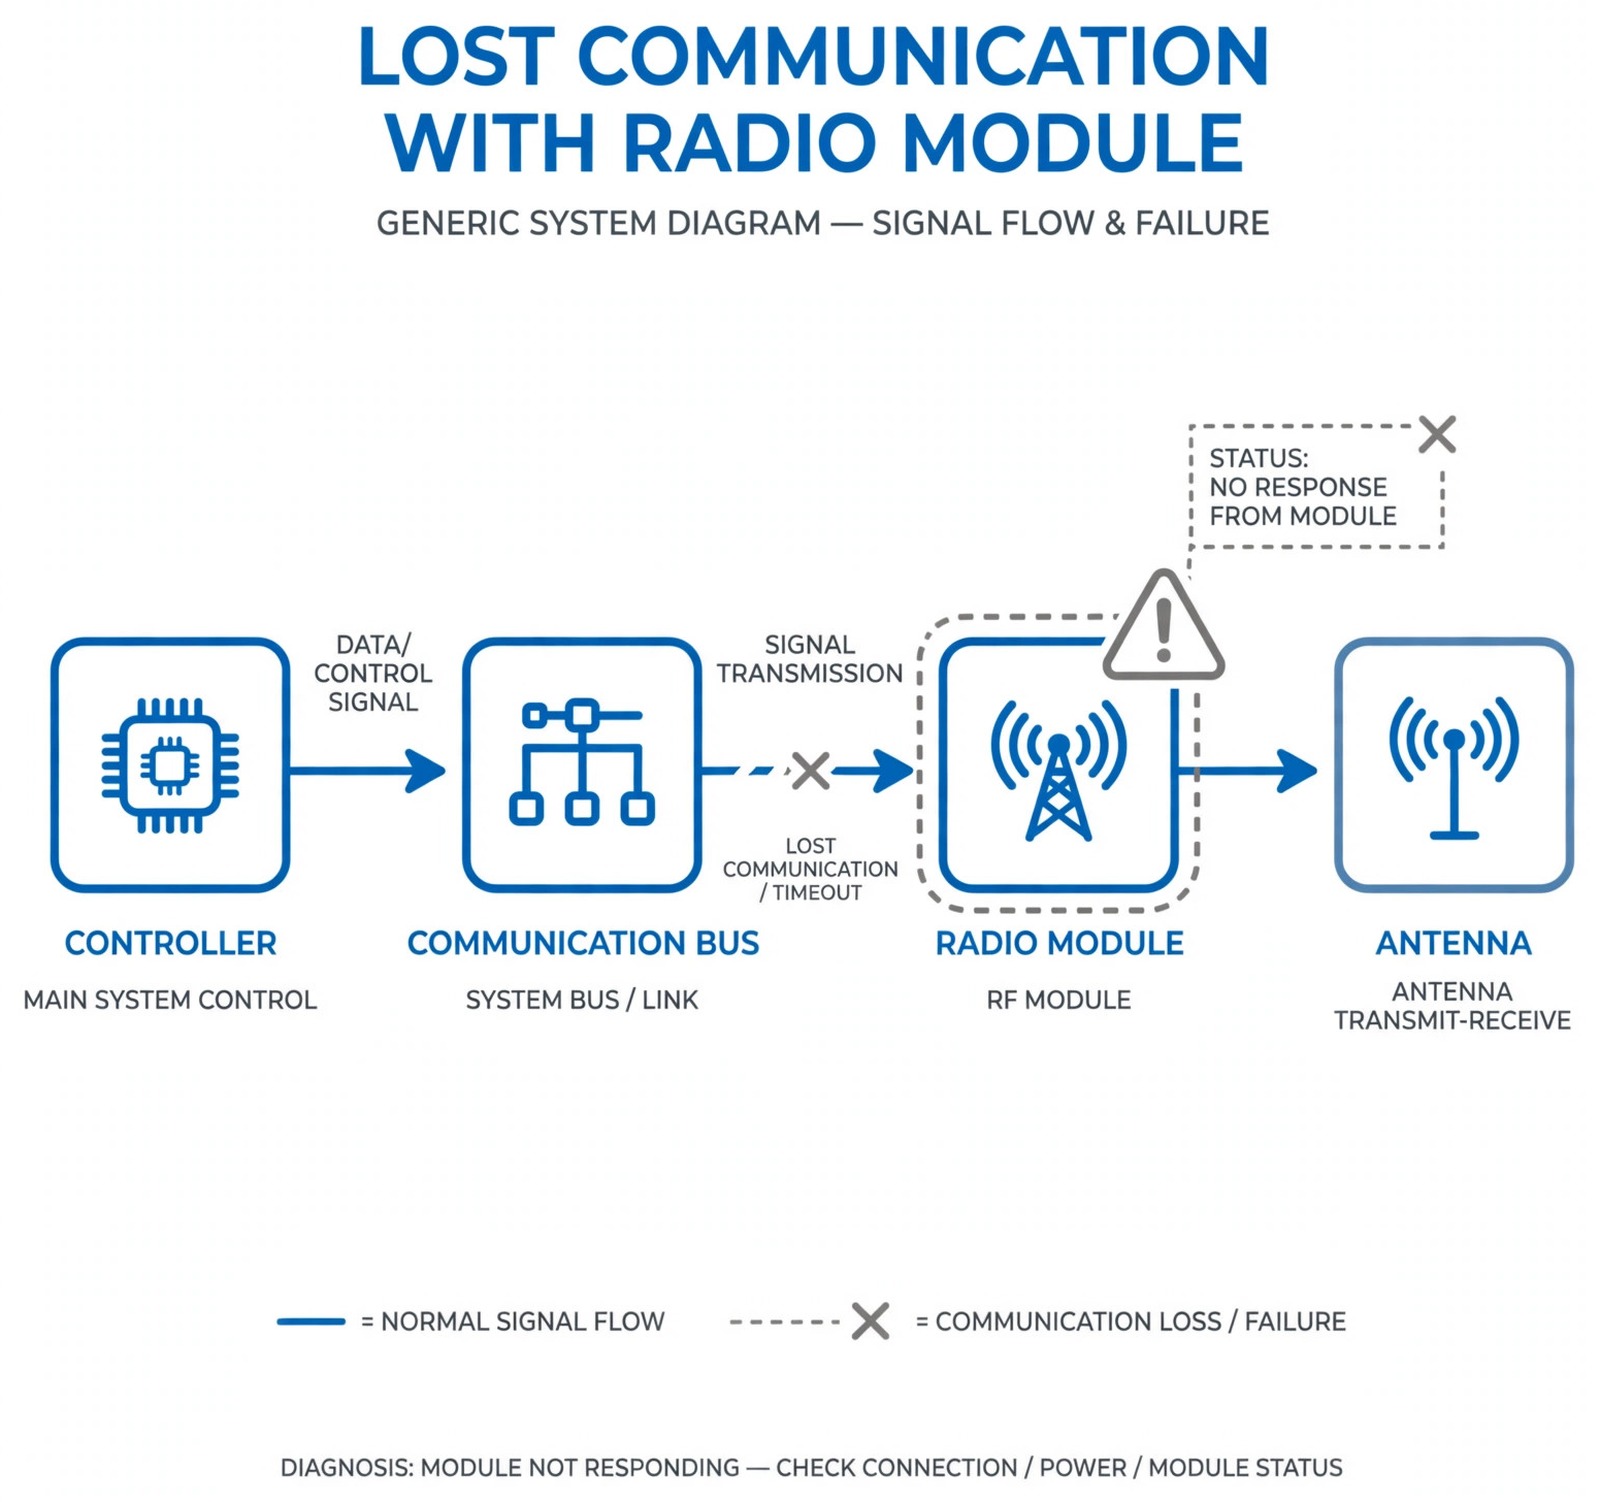 LOST COMMUNICATION
WITH RADIO MODULE
GENERIC SYSTEM DIAGRAM — SIGNAL FLOW & FAILURE
STATUS:
NO RESPONSE
FROM MODULE
DATA/
CONTROL
SIGNAL
SIGNAL
TRANSMISSION
LOST
COMMUNICATION
/ TIMEOUT
CONTROLLER
MAIN SYSTEM CONTROL
COMMUNICATION BUS
SYSTEM BUS / LINK
RADIO MODULE
RF MODULE
ANTENNA
ANTENNA
TRANSMIT-RECEIVE
= NORMAL SIGNAL FLOW
= COMMUNICATION LOSS / FAILURE
DIAGNOSIS: MODULE NOT RESPONDING — CHECK CONNECTION / POWER / MODULE STATUS